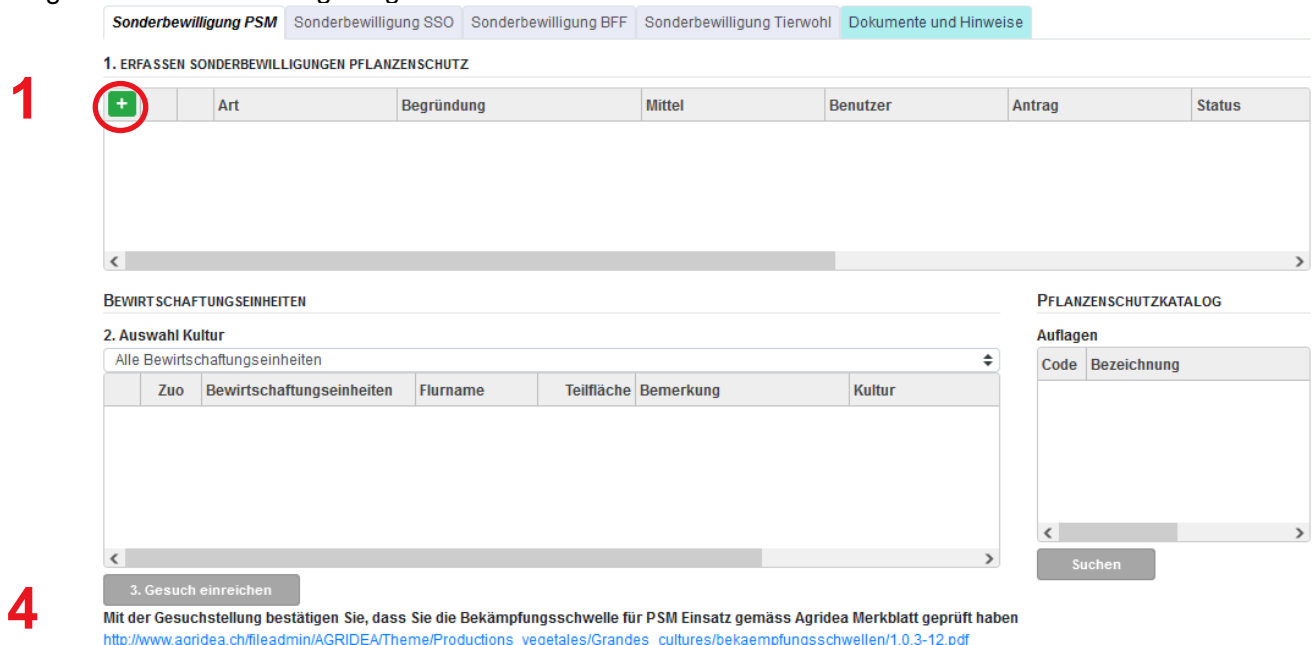 Sonderbewilligung PSM Sonderbewilligung SSO Sonderbewilligung BFF Sonderbewilligung Tierwohl Dokumente und Hinweise
1. ERFASSEN SONDERBEWILLIGUNGEN PFLANZENSCHUTZ
1
+ Art Begründung Mittel Benutzer Antrag Status
BEWIRTSCHAFTUNGSEINHEITEN
PFLANZENSCHUTZKATALOG
2. Auswahl Kultur
Auflagen
Alle Bewirtschaftungseinheiten
Code Bezeichnung
Zuo Bewirtschaftungseinheiten Flurname Teilfläche Bemerkung Kultur
Suchen
3. Gesuch einreichen
4
Mit der Gesuchstellung bestätigen Sie, dass Sie die Bekämpfungsschwelle für PSM Einsatz gemäss Agridea Merkblatt geprüft haben
http://www.agridea.ch/fileadmin/AGRIDEA/Theme/Productions_vegetales/Grandes_cultures/bekaempfungsschwellen/1.0.3-12.pdf